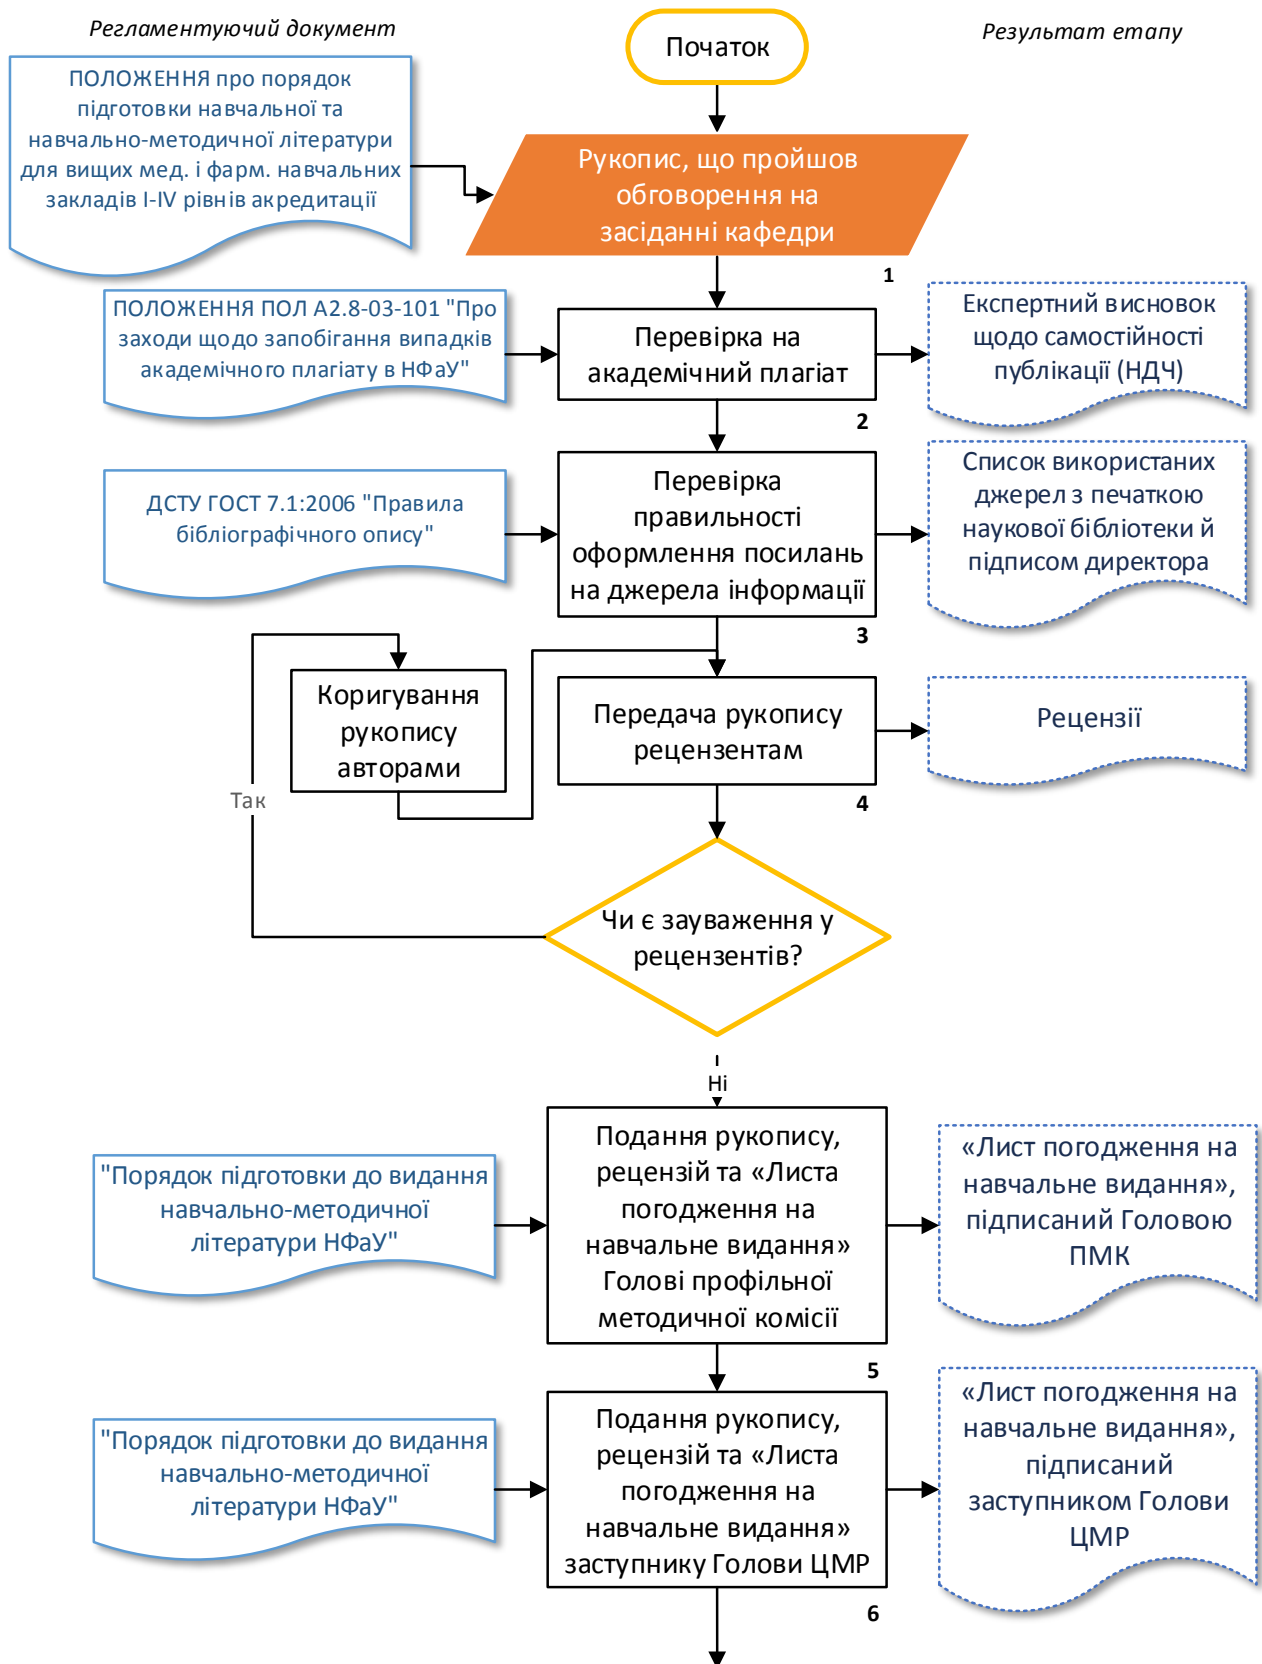 Регламентуючий документ
Початок
Результат етапу
ПОЛОЖЕННЯ про порядок
підготовки навчальної та
навчально-методичної літератури
для вищих мед. і фарм. навчальних
закладів І-ІV рівнів акредитації
Рукопис, що пройшов
обговорення на
засіданні кафедри
1
ПОЛОЖЕННЯ ПОЛ А2.8-03-101 "Про
заходи щодо запобігання випадків
академічного плагіату в НФаУ"
Перевірка на
академічний плагіат
Експертний висновок
щодо самостійності
публікації (НДЧ)
2
ДСТУ ГОСТ 7.1:2006 "Правила
бібліографічного опису"
Перевірка
правильності
оформлення посилань
на джерела інформації
Список використаних
джерел з печаткою
наукової бібліотеки й
підписом директора
3
Коригування
рукопису
авторами
Передача рукопису
рецензентам
Рецензії
Так
4
Чи є зауваження у
рецензентів?
Ні
"Порядок підготовки до видання
навчально-методичної
літератури НФаУ"
Подання рукопису,
рецензій та «Листа
погодження на
навчальне видання»
Голові профільної
методичної комісії
«Лист погодження на
навчальне видання»,
підписаний Головою
ПМК
5
"Порядок підготовки до видання
навчально-методичної
літератури НФаУ"
Подання рукопису,
рецензій та «Листа
погодження на
навчальне видання»
заступнику Голови ЦМР
«Лист погодження на
навчальне видання»,
підписаний
заступником Голови
ЦМР
6